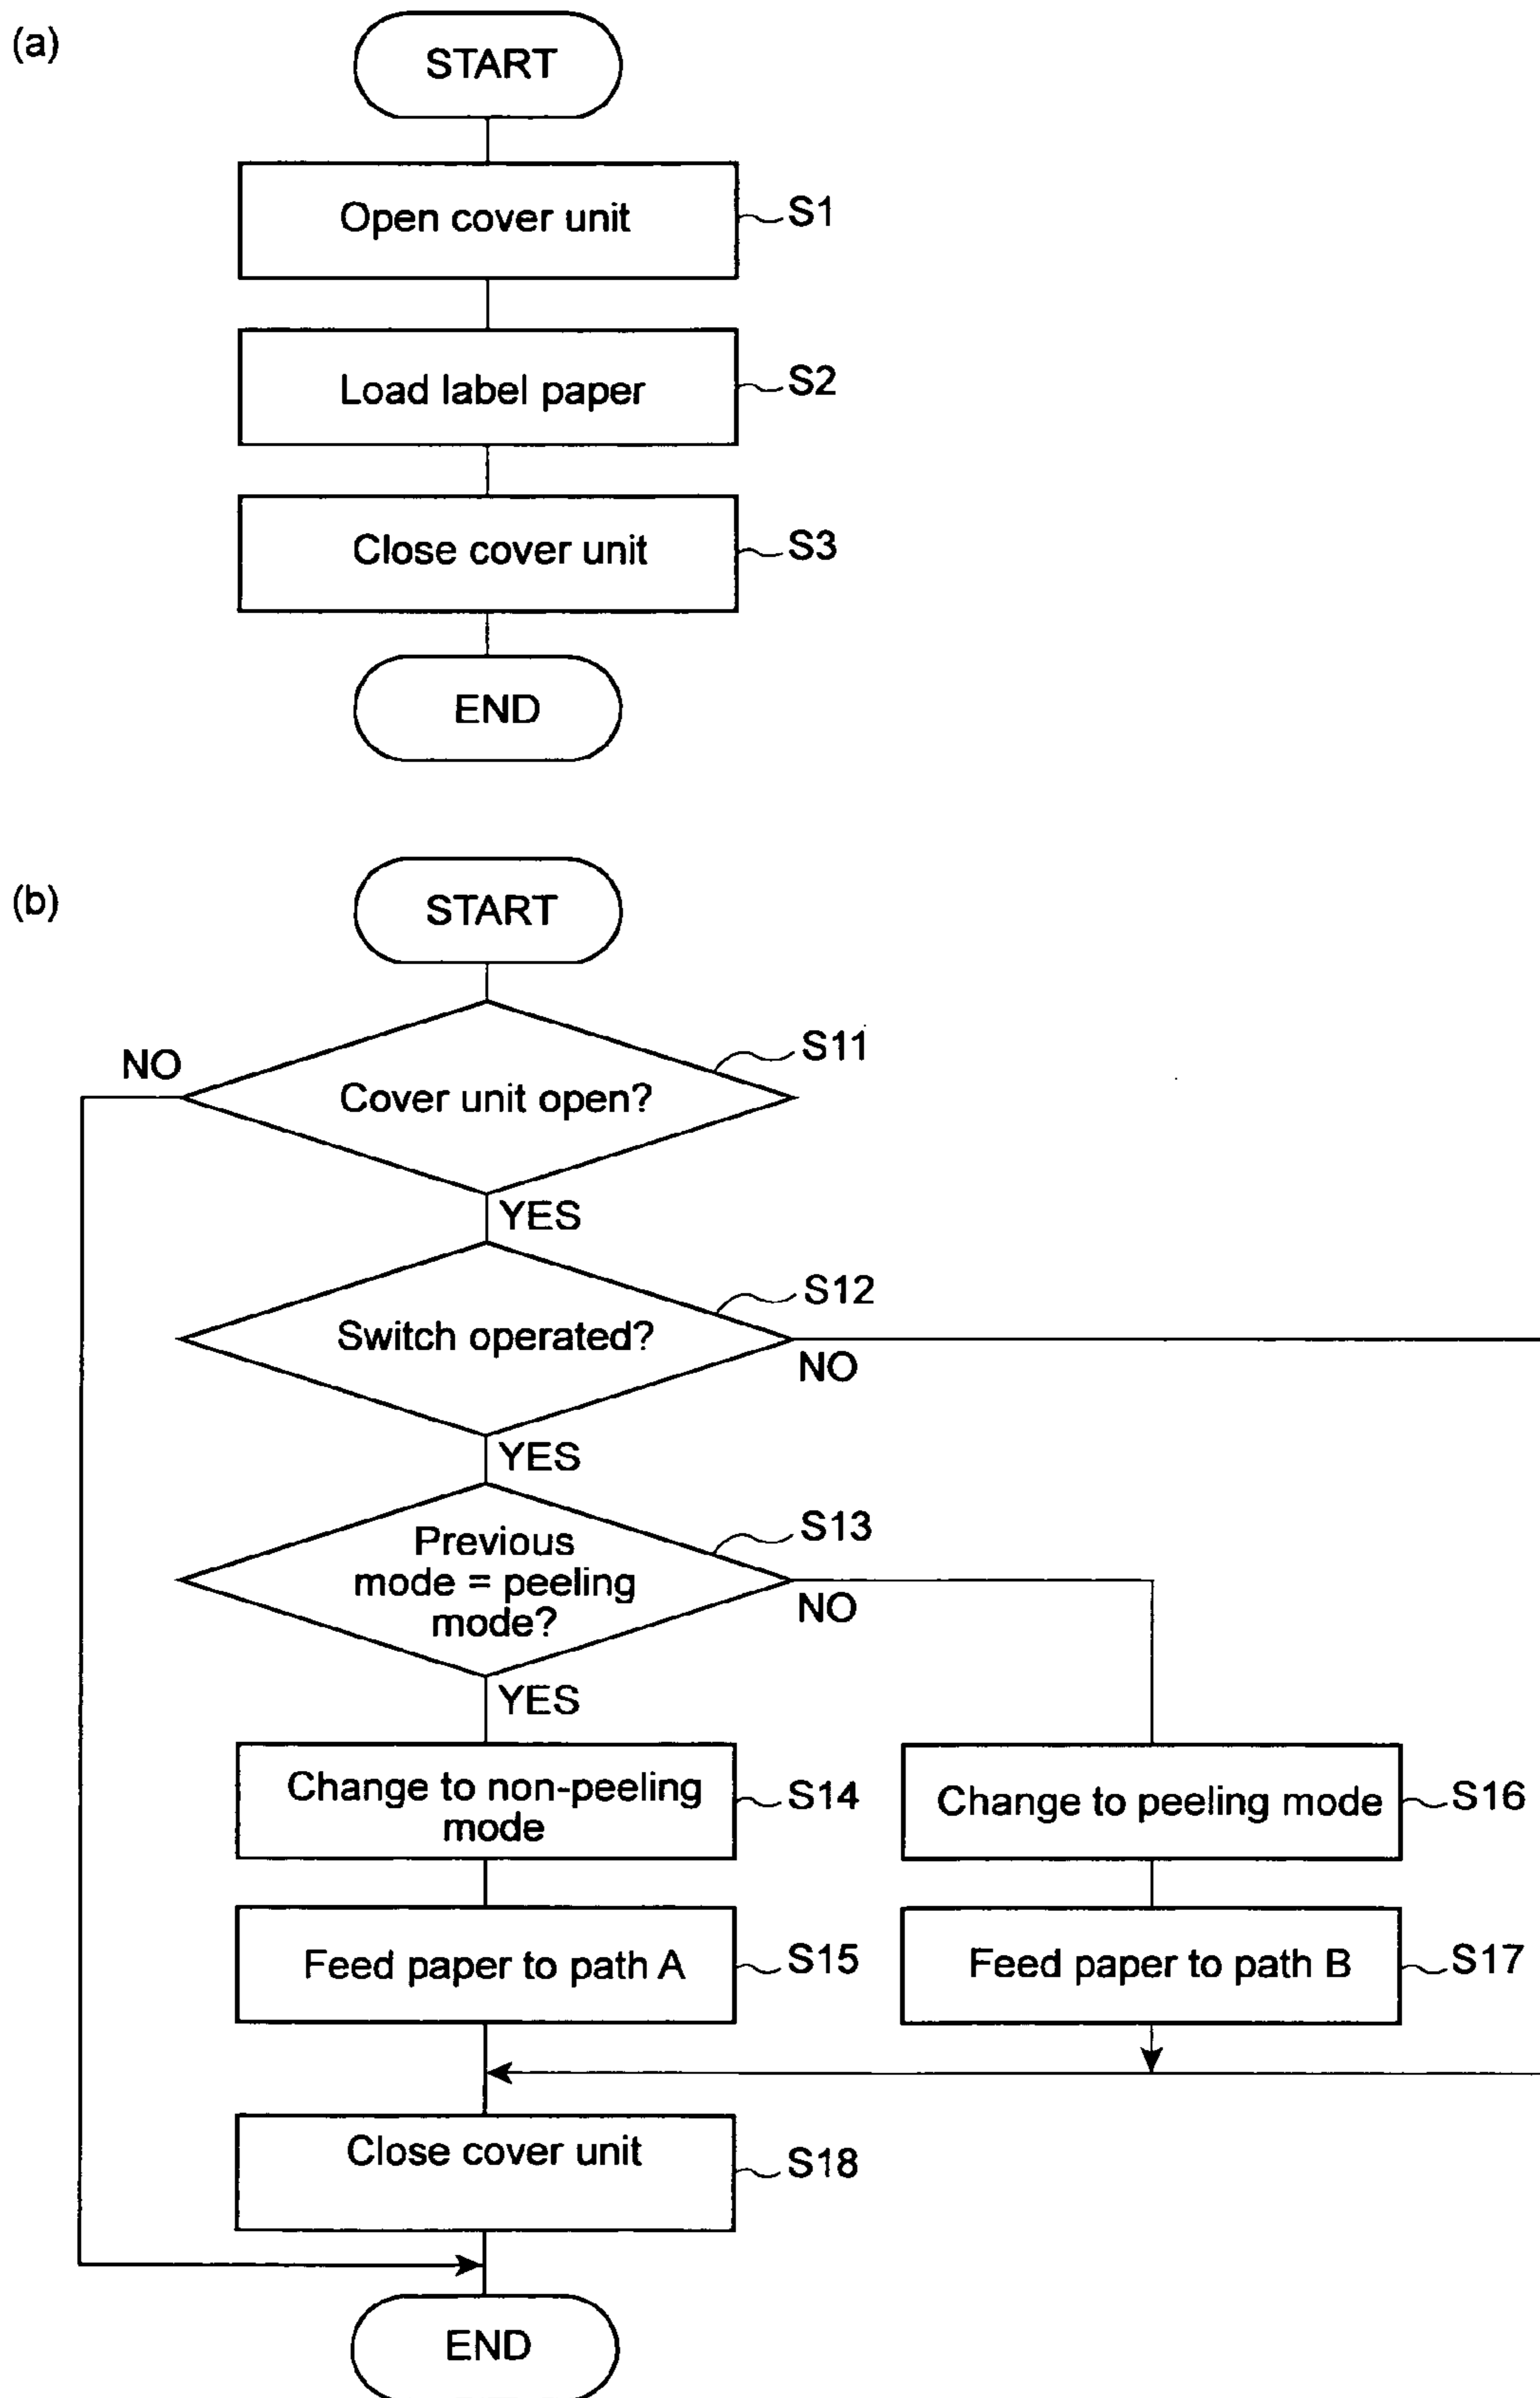 (a)
START
Open cover unit
S1
Load label paper
S2
Close cover unit
S3
END
(b)
START
S11
NO
Cover unit open?
YES
S12
Switch operated?
NO
YES
S13
Previous
mode = peeling
mode?
NO
YES
Change to non-peeling
mode
S14
Change to peeling mode
S16
Feed paper to path A
S15
Feed paper to path B
S17
Close cover unit
S18
END